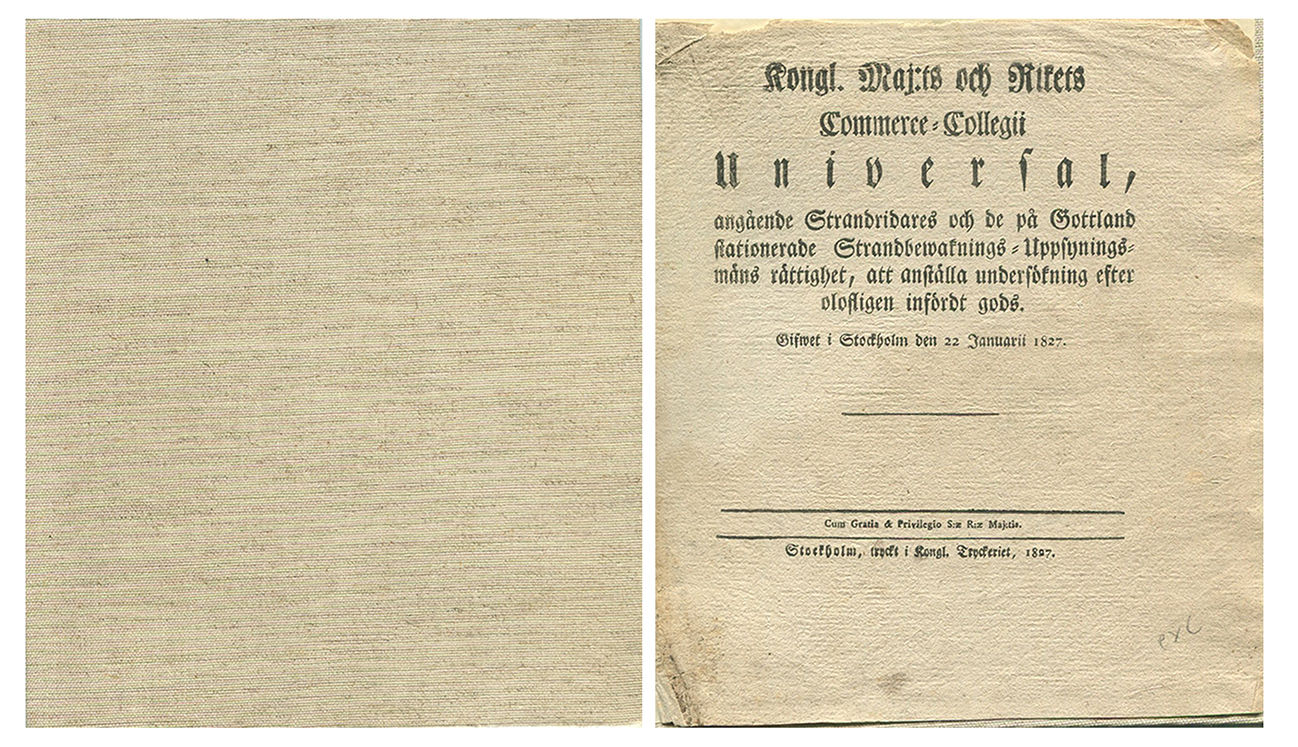 Kongl. Maj:ts och Rikets
Commerce-Collegii
Universal,
angående Strandridares och de på Gottland
stationerade Strandbewaknings-Uppsynings-
mäns rättighet, att anställa undersökning efter
olofligen infördt gods.
Gifwet i Stockholm den 22 Januarii 1827.
Cum Gratia & Privilegio S:æ R:æ Maj:tis.
Stockholm, tryckt i Kongl. Tryckeriet, 1827.